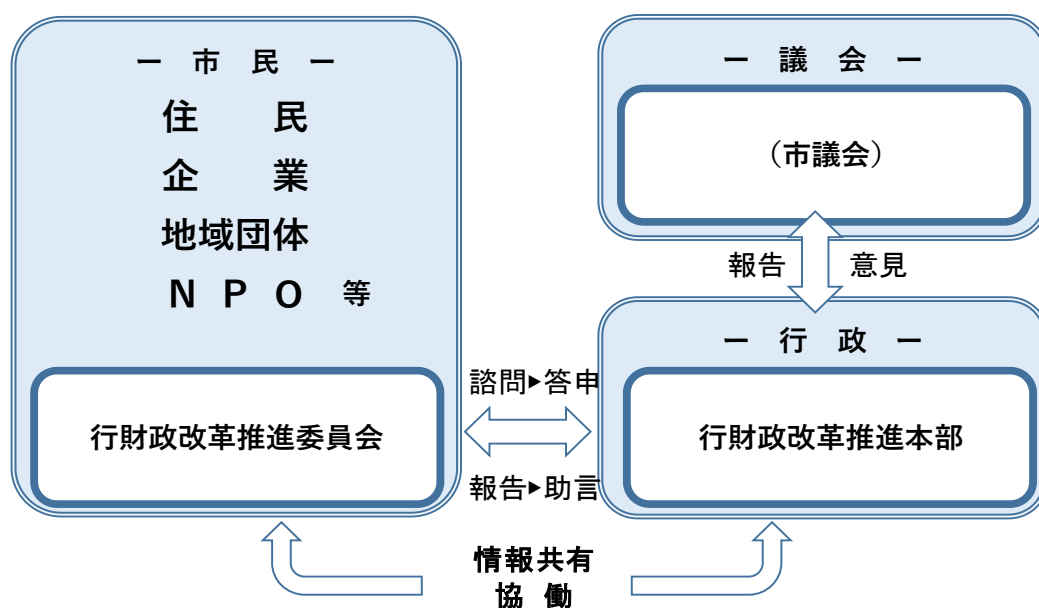 ー 市 民 ー
住 民
企 業
地域団体
N P O 等
行財政改革推進委員会
ー 議 会 ー
（市議会）
報告 意見
ー 行 政 ー
行財政改革推進本部
諮問▶答申
報告▶助言
情報共有
協 働